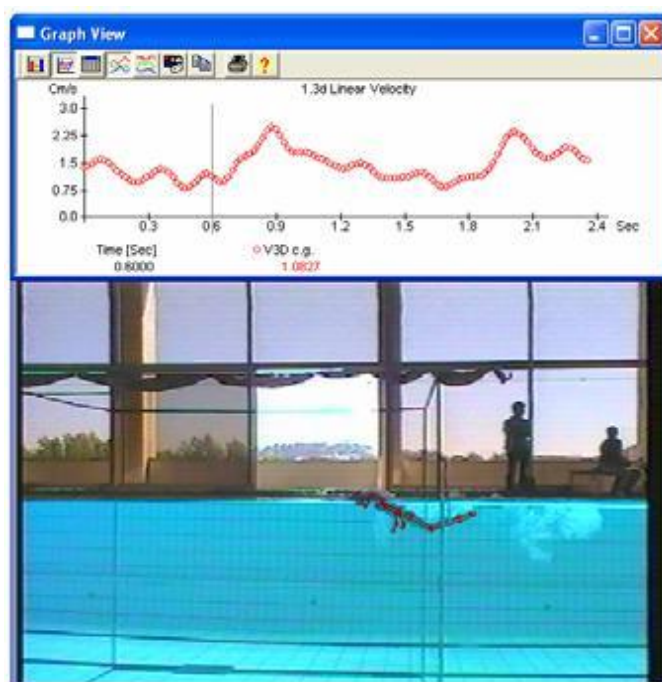 Graph View
Cm/s
1.3d Linear Velocity
3.0
2.25
1.5
0.75
0.0
0.3 0.6 0.9 1.2 1.5 1.8 2.1 2.4 Sec
Time [Sec] V3D c.g.
0.6000 1.0827